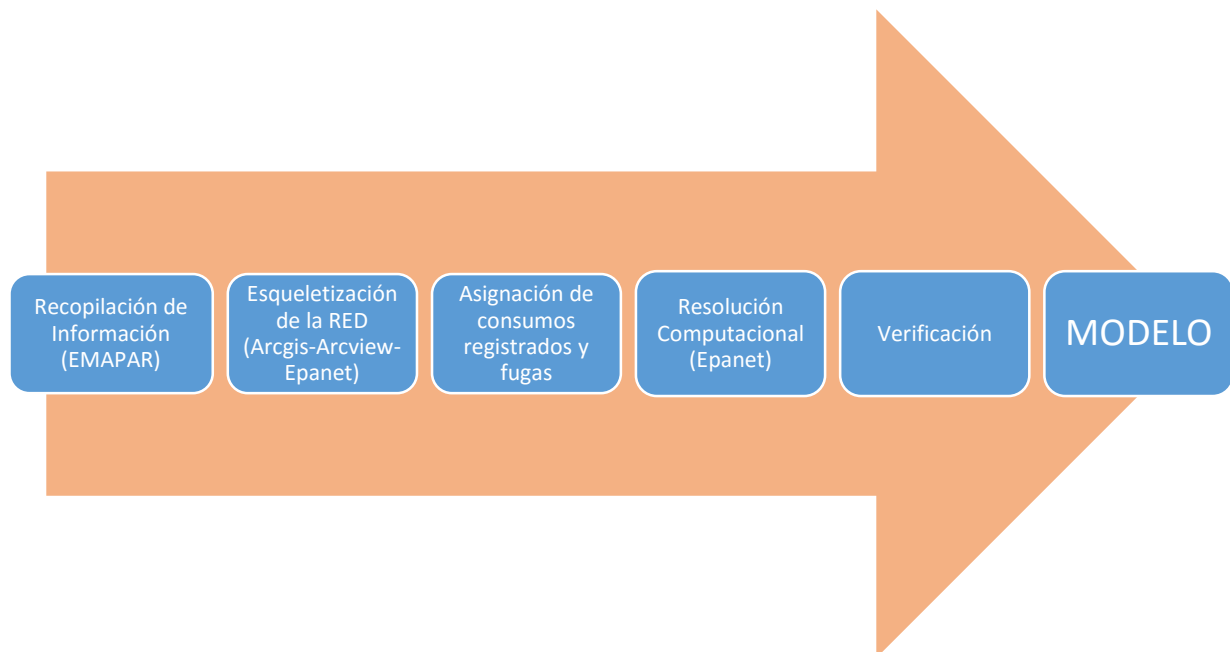 Recopilación de
Información
(EMAPAR)
Esqueletización
de la RED
(Arcgis-Arcview-
Epanet)
Asignación de
consumos
registrados y
fugas
Resolución
Computacional
(Epanet)
Verificación
MODELO